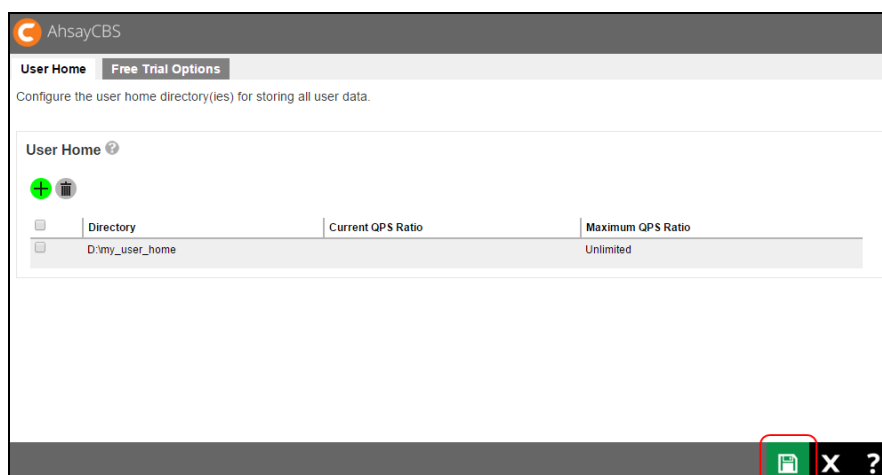 AhsayCBS
User Home Free Trial Options
Configure the user home directory(ies) for storing all user data.
User Home ?
Directory Current QPS Ratio Maximum QPS Ratio
D:\my_user_home Unlimited
X ?